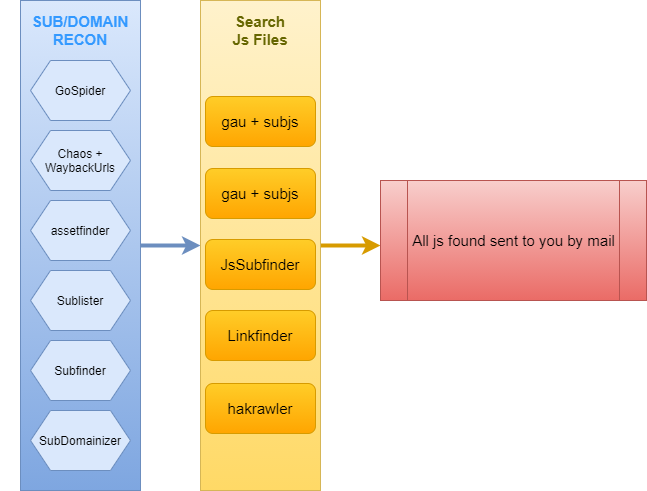 SUB/DOMAIN
RECON
GoSpider
Chaos +
WaybackUrls
assetfinder
Sublister
Subfinder
SubDomainizer
Search
Js Files
gau + subjs
gau + subjs
JsSubfinder
Linkfinder
hakrawler
All js found sent to you by mail